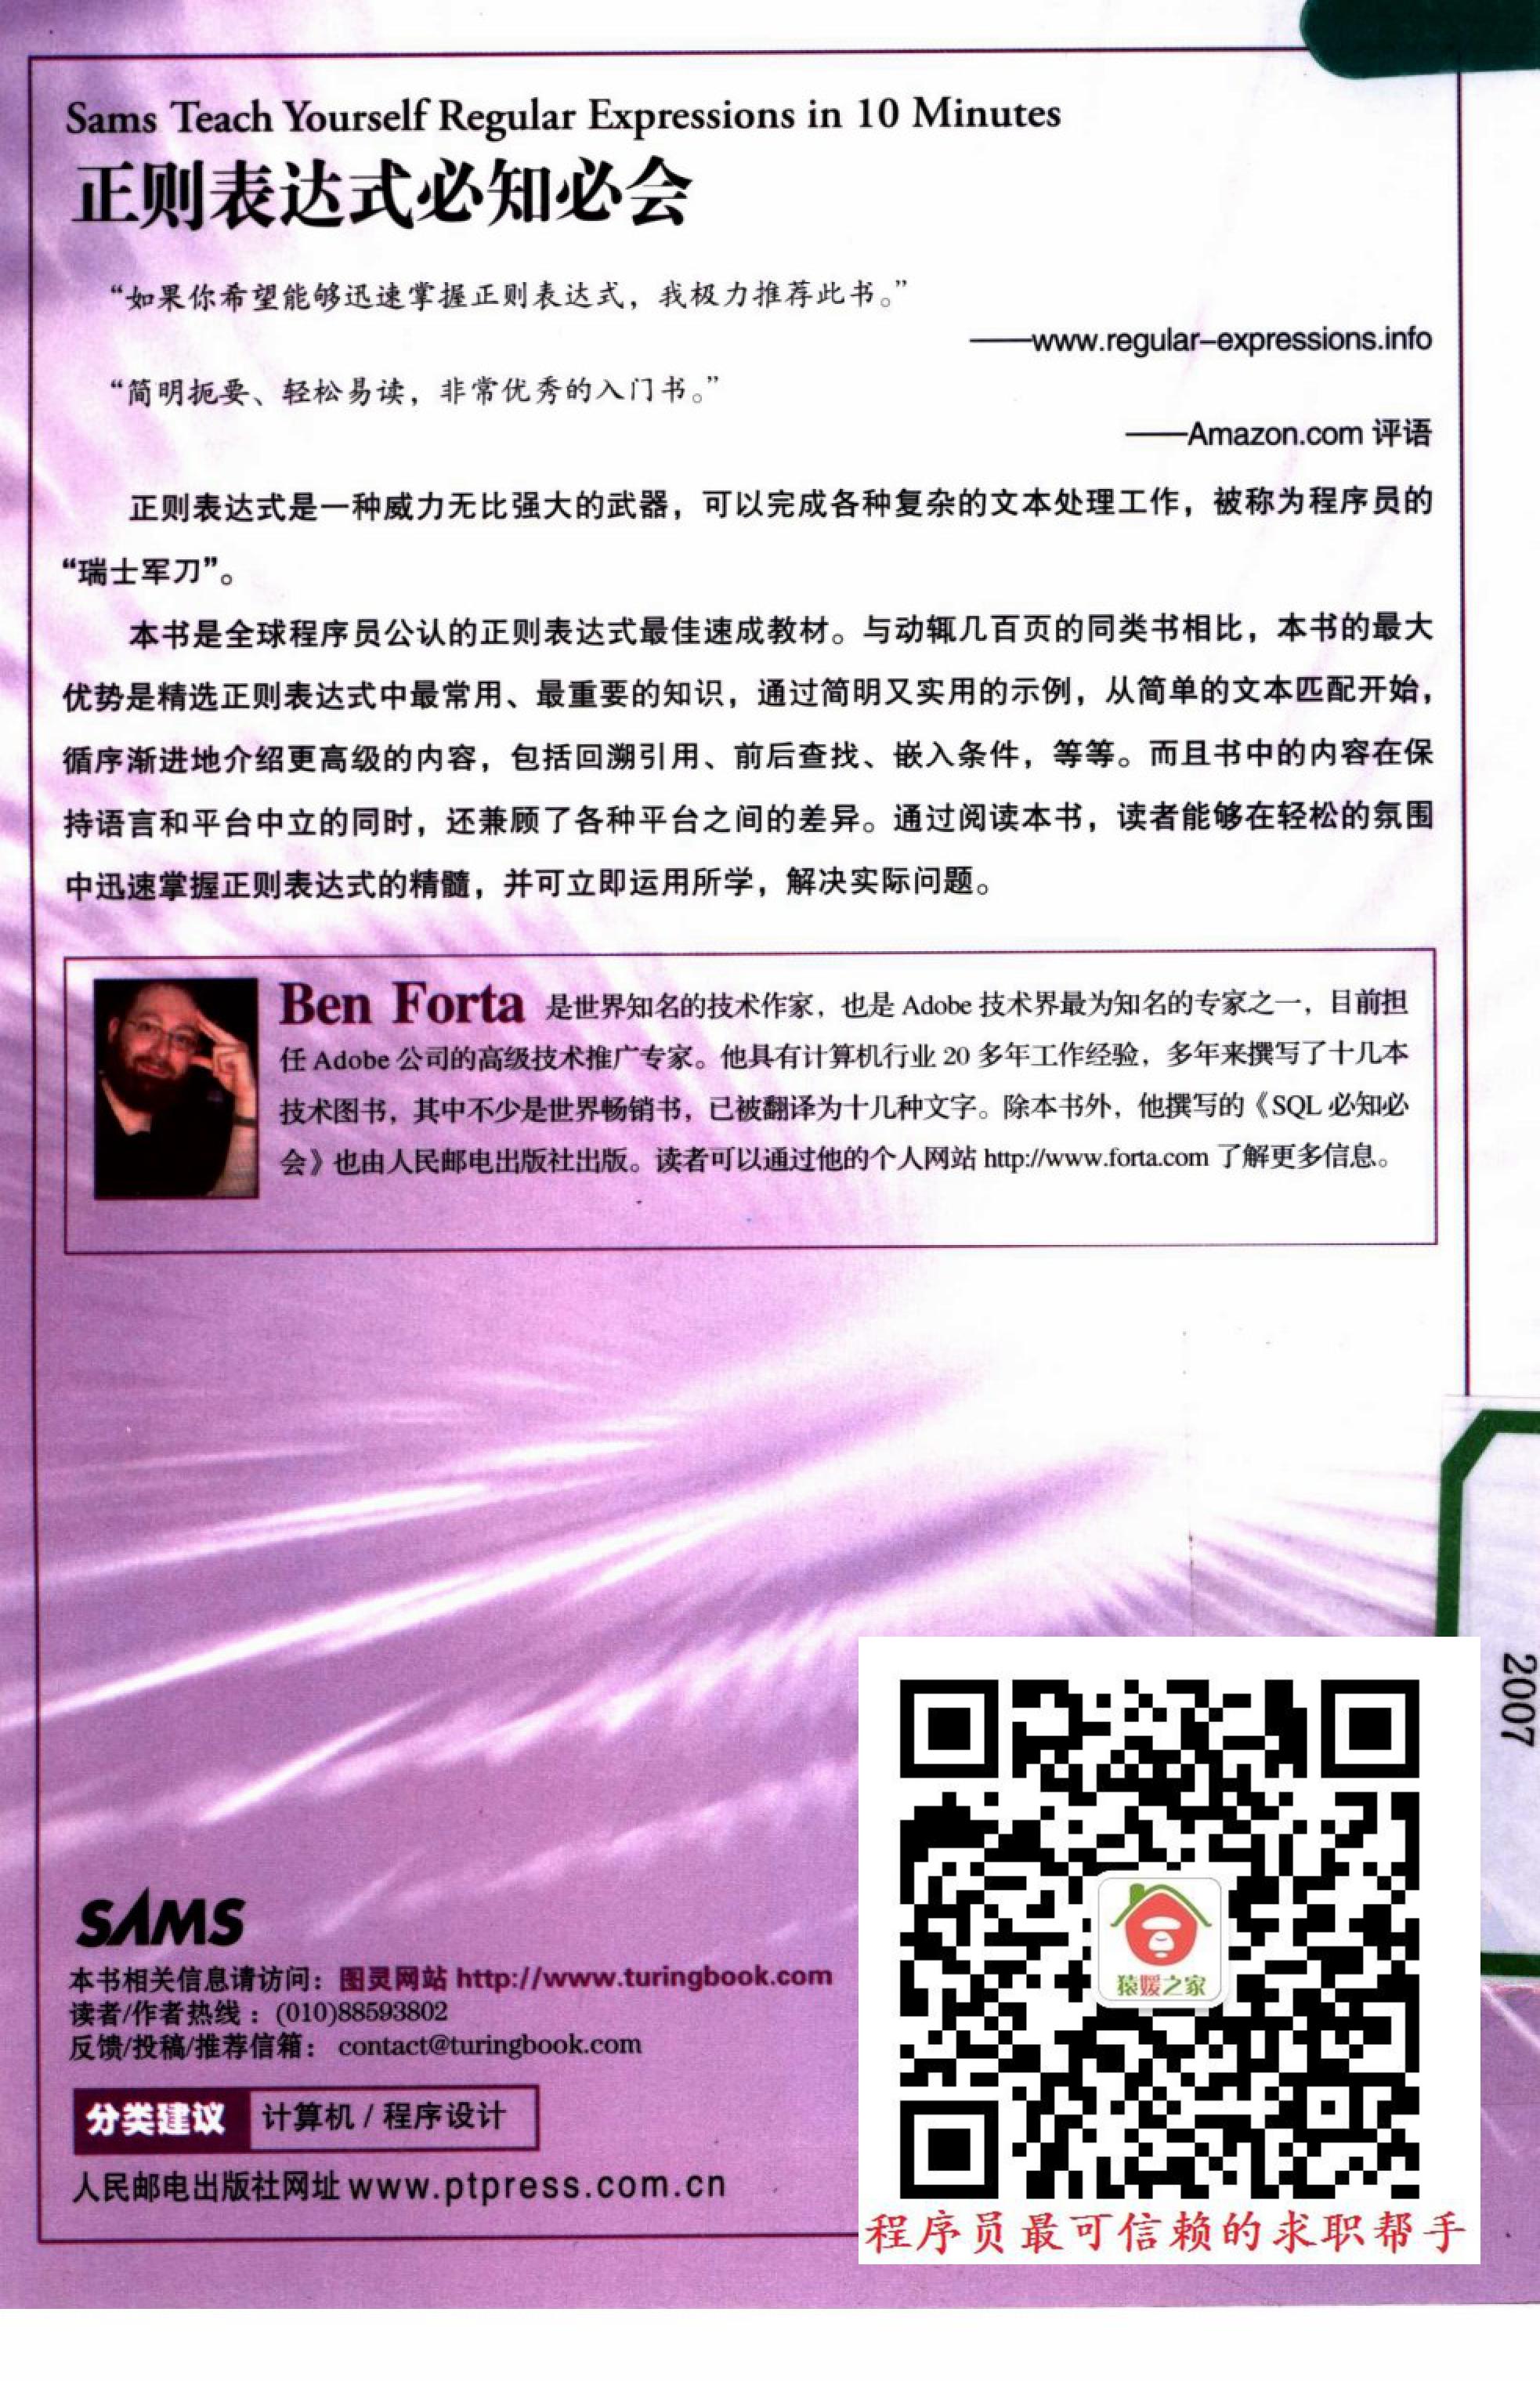 Sams Teach Yourself Regular Expressions in 10 Minutes
正则表达式必知必会
“如果你希望能够迅速掌握正则表达式，我极力推荐此书。”
——www.regular–expressions.info
“简明扼要、轻松易读，非常优秀的入门书。”
——Amazon.com 评语
正则表达式是一种威力无比强大的武器，可以完成各种复杂的文本处理工作，被称为程序员的
“瑞士军刀”。
本书是全球程序员公认的正则表达式最佳速成教材。与动辄几百页的同类书相比，本书的最大
优势是精选正则表达式中最常用、最重要的知识，通过简明又实用的示例，从简单的文本匹配开始，
循序渐进地介绍更高级的内容，包括回溯引用、前后查找、嵌入条件，等等。而且书中的内容在保
持语言和平台中立的同时，还兼顾了各种平台之间的差异。通过阅读本书，读者能够在轻松的氛围
中迅速掌握正则表达式的精髓，并可立即运用所学，解决实际问题。
Ben Forta 是世界知名的技术作家，也是 Adobe 技术界最为知名的专家之一，目前担
任 Adobe 公司的高级技术推广专家。他具有计算机行业 20 多年工作经验，多年来撰写了十几本
技术图书，其中不少是世界畅销书，已被翻译为十几种文字。除本书外，他撰写的《SQL 必知必
会》也由人民邮电出版社出版。读者可以通过他的个人网站 http://www.forta.com 了解更多信息。
2007
SAMS
猿媛之家
本书相关信息请访问：图灵网站 http://www.turingbook.com
读者/作者热线：(010)88593802
反馈/投稿/推荐信箱： contact@turingbook.com
分类建议 计算机 / 程序设计
人民邮电出版社网址 www.ptpress.com.cn
程序员最可信赖的求职帮手